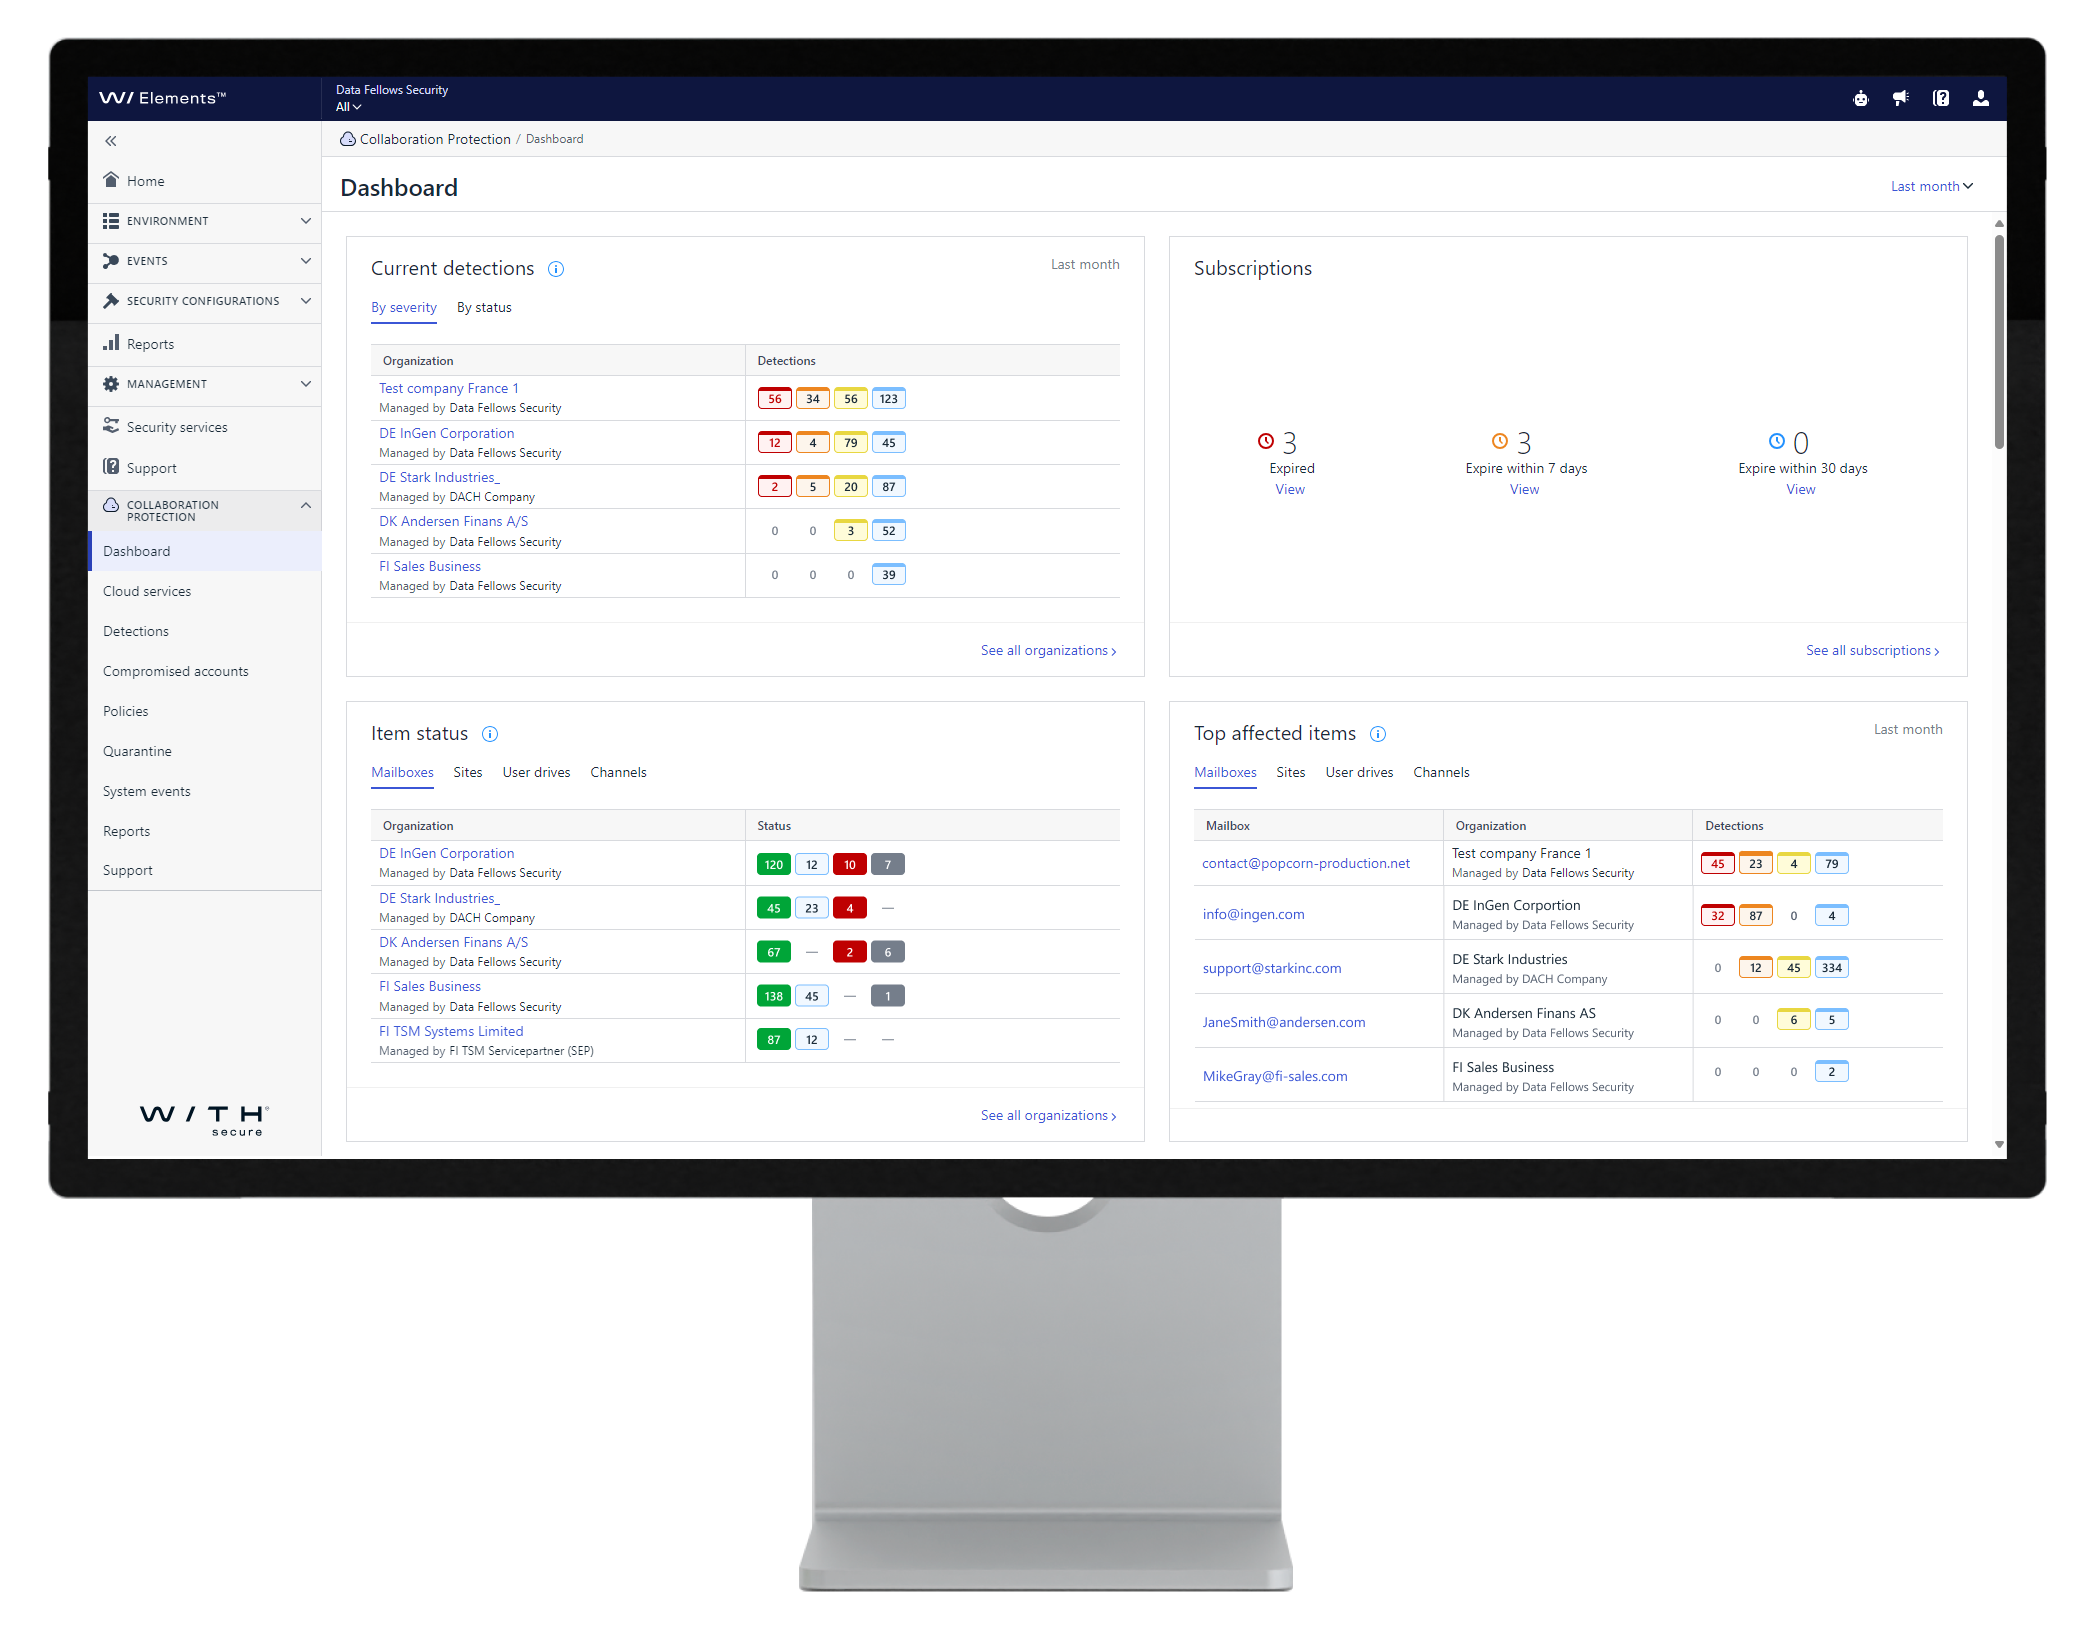 W/ Elements™
Data Fellows Security
All
Collaboration Protection / Dashboard
Home
ENVIRONMENT
EVENTS
SECURITY CONFIGURATIONS
Reports
MANAGEMENT
Security services
Support
COLLABORATION
PROTECTION
Dashboard
Cloud services
Detections
Compromised accounts
Policies
Quarantine
System events
Reports
Support
W/TH®
secure
Dashboard
Last month
Current detections
Last month
By severity By status
Organization Detections
Test company France 1
Managed by Data Fellows Security
56 34 56 123
DE InGen Corporation
Managed by Data Fellows Security
12 4 79 45
DE Stark Industries_
Managed by DACH Company
2 5 20 87
DK Andersen Finans A/S
Managed by Data Fellows Security
0 0 3 52
FI Sales Business
Managed by Data Fellows Security
0 0 0 39
See all organizations ›
Subscriptions
3
Expired
View
3
Expire within 7 days
View
0
Expire within 30 days
View
See all subscriptions ›
Item status
Mailboxes Sites User drives Channels
Organization Status
DE InGen Corporation
Managed by Data Fellows Security
120 12 10 7
DE Stark Industries_
Managed by DACH Company
45 23 4 —
DK Andersen Finans A/S
Managed by Data Fellows Security
67 — 2 6
FI Sales Business
Managed by Data Fellows Security
138 45 — 1
FI TSM Systems Limited
Managed by FI TSM Servicepartner (SEP)
87 12 — —
See all organizations ›
Top affected items
Last month
Mailboxes Sites User drives Channels
Mailbox Organization Detections
contact@popcorn-production.net
Test company France 1
Managed by Data Fellows Security
45 23 4 79
info@ingen.com
DE InGen Corportion
Managed by Data Fellows Security
32 87 0 4
support@starkinc.com
DE Stark Industries
Managed by DACH Company
0 12 45 334
JaneSmith@andersen.com
DK Andersen Finans AS
Managed by Data Fellows Security
0 0 6 5
MikeGray@fi-sales.com
FI Sales Business
Managed by Data Fellows Security
0 0 0 2